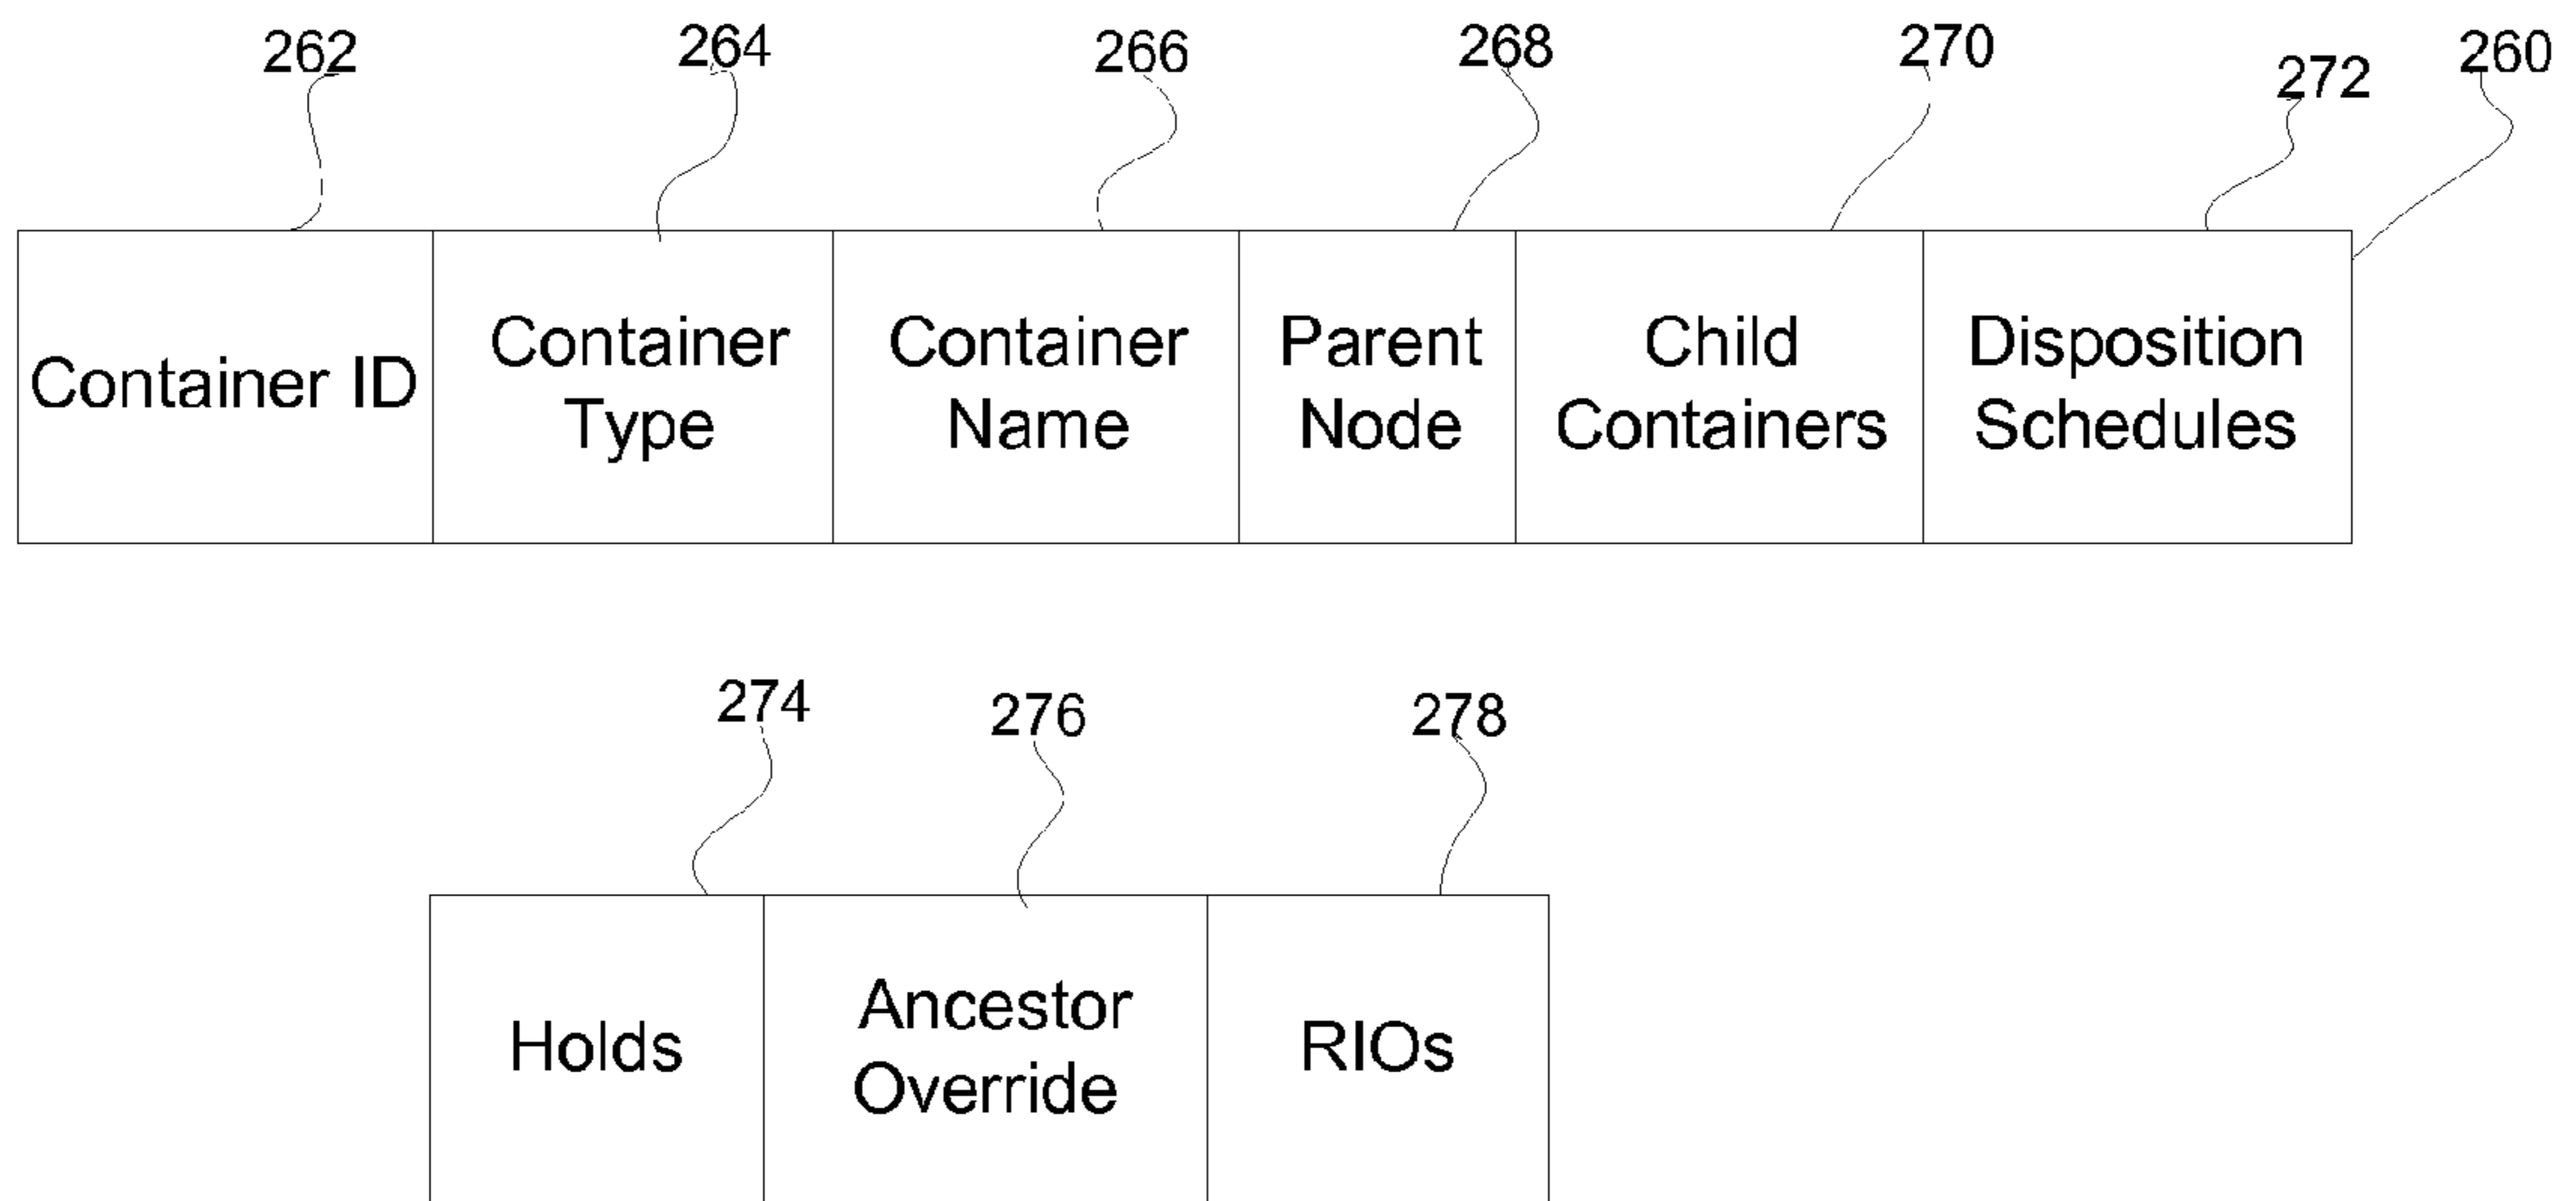 262 264 266 268 270 272 260
Container ID
Container
Type
Container
Name
Parent
Node
Child
Containers
Disposition
Schedules
274 276 278
Holds
Ancestor
Override
RIOs